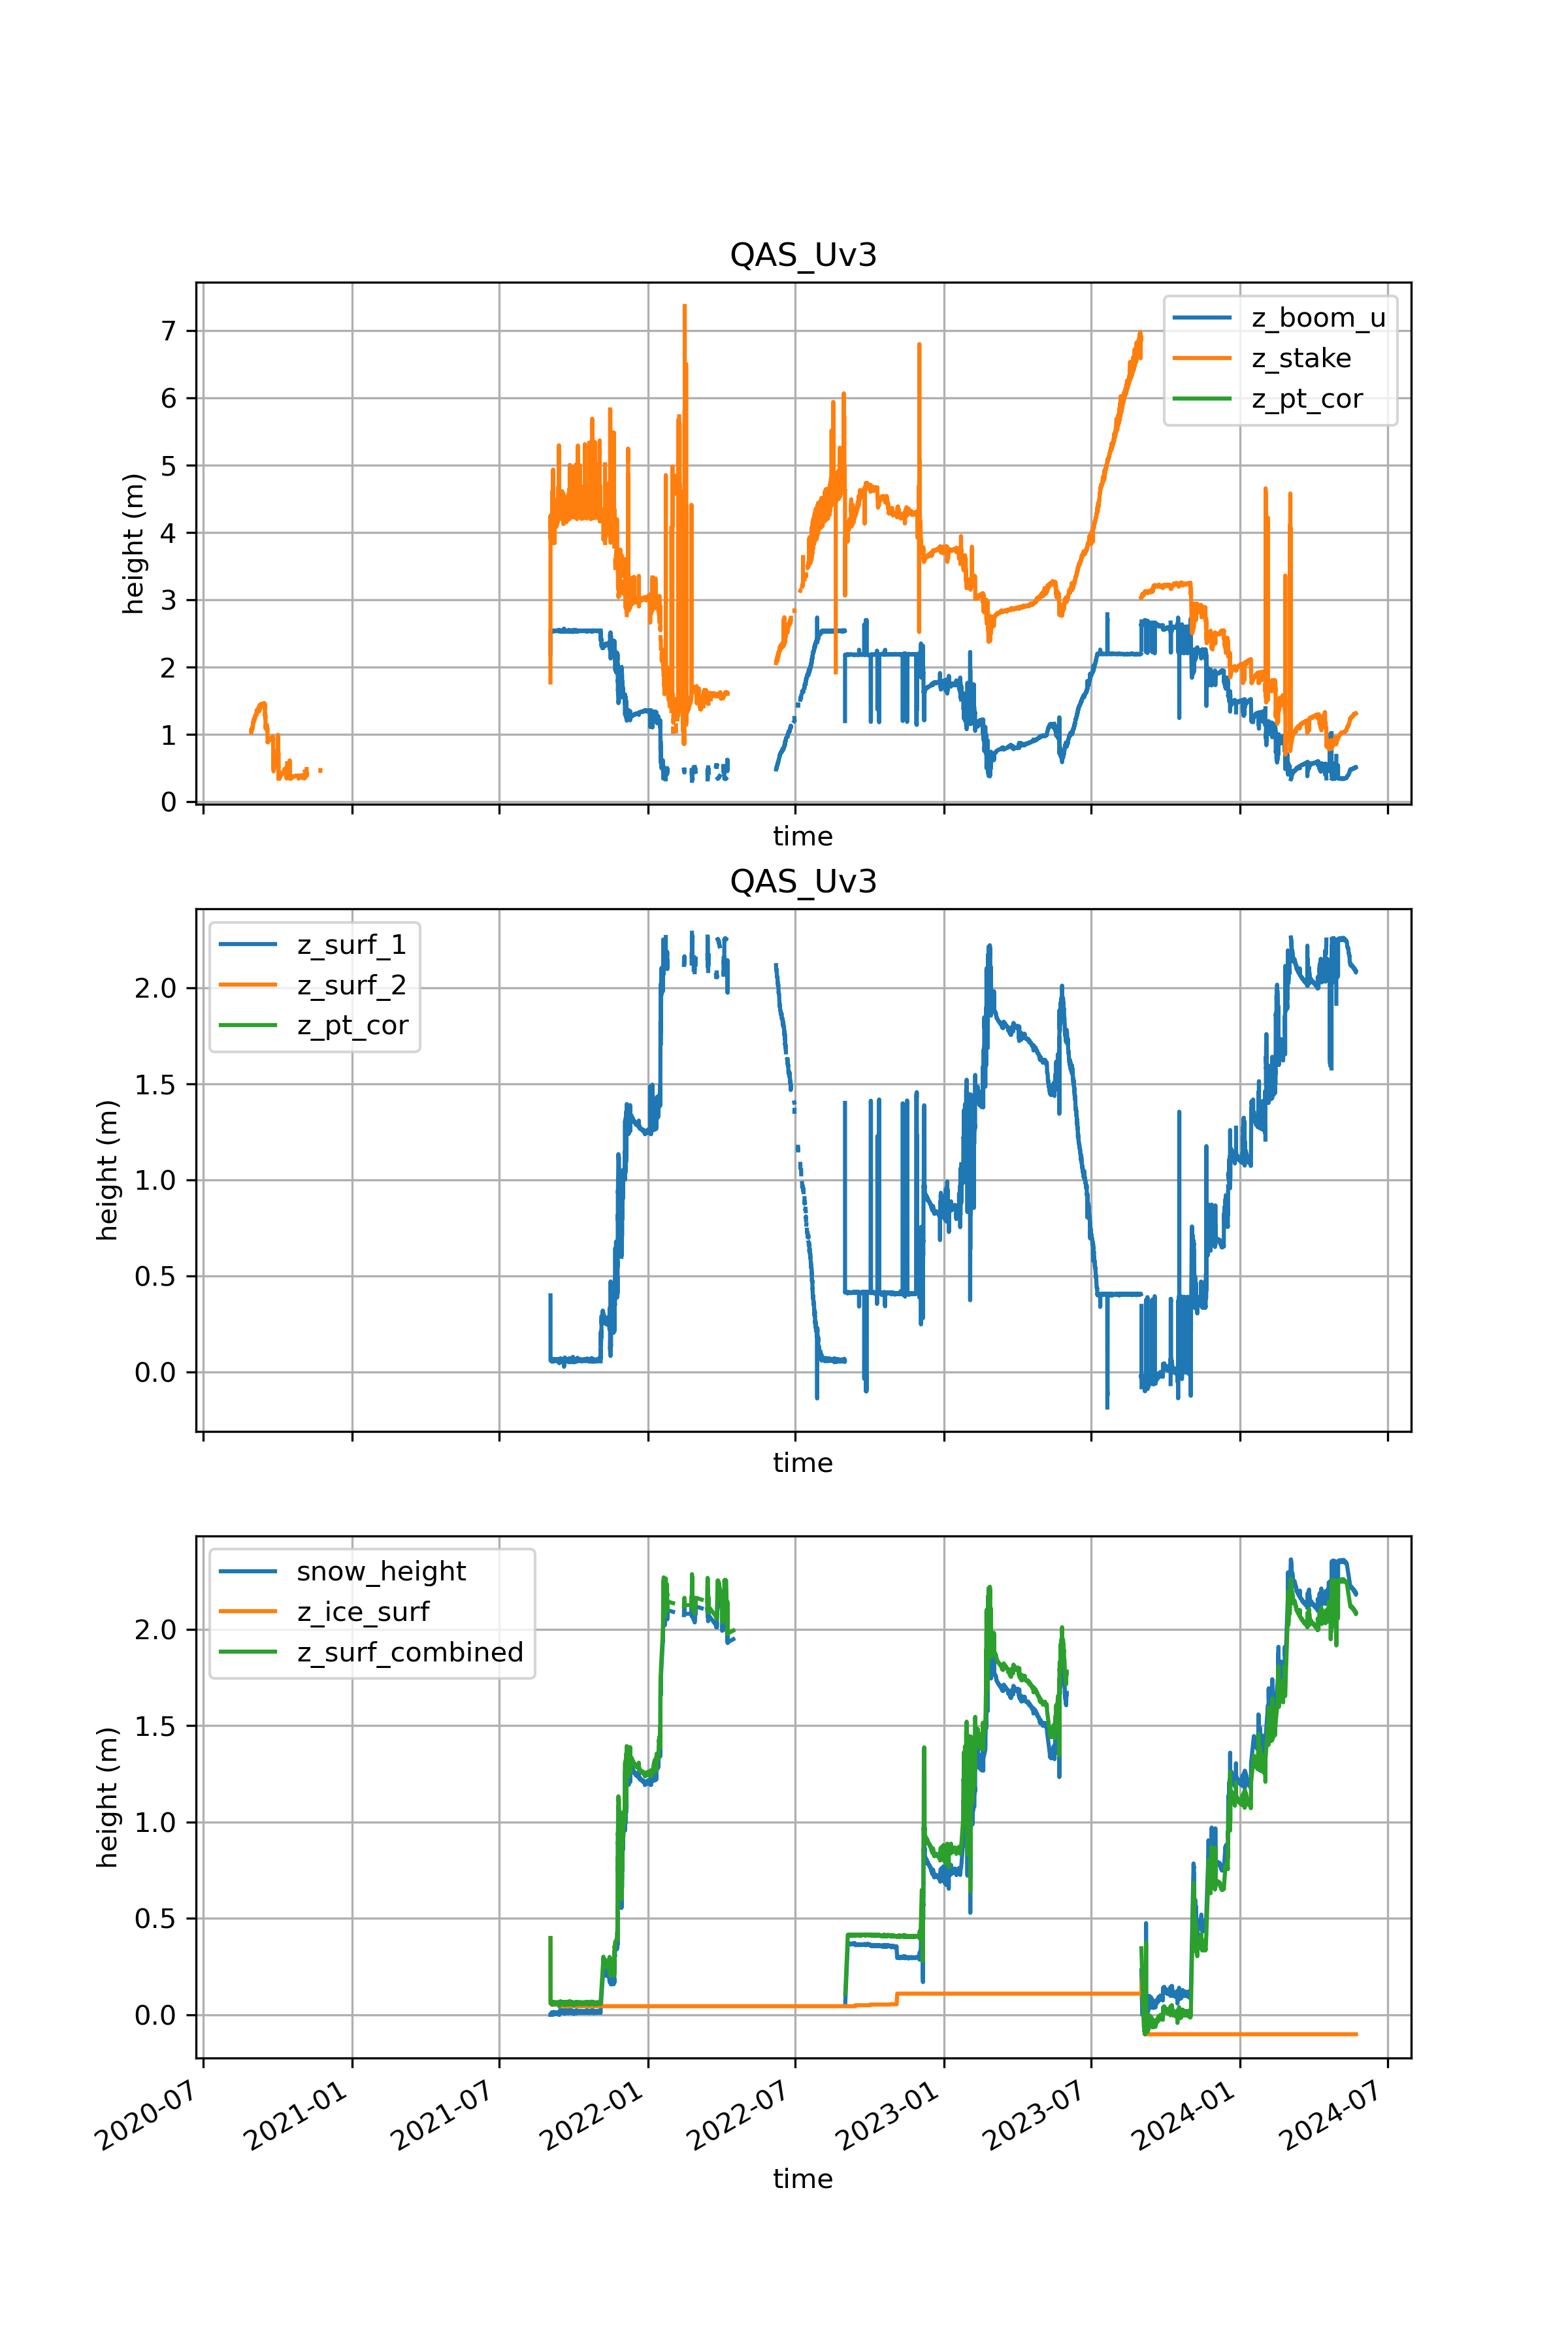 QAS_Uv3
7
6
5
4
3
2
1
0
height (m)
z_boom_u
z_stake
z_pt_cor
time
QAS_Uv3
2.0
1.5
1.0
0.5
0.0
height (m)
z_surf_1
z_surf_2
z_pt_cor
time
2.0
1.5
1.0
0.5
0.0
height (m)
snow_height
z_ice_surf
z_surf_combined
2020-07
2021-01
2021-07
2022-01
2022-07
2023-01
2023-07
2024-01
2024-07
time